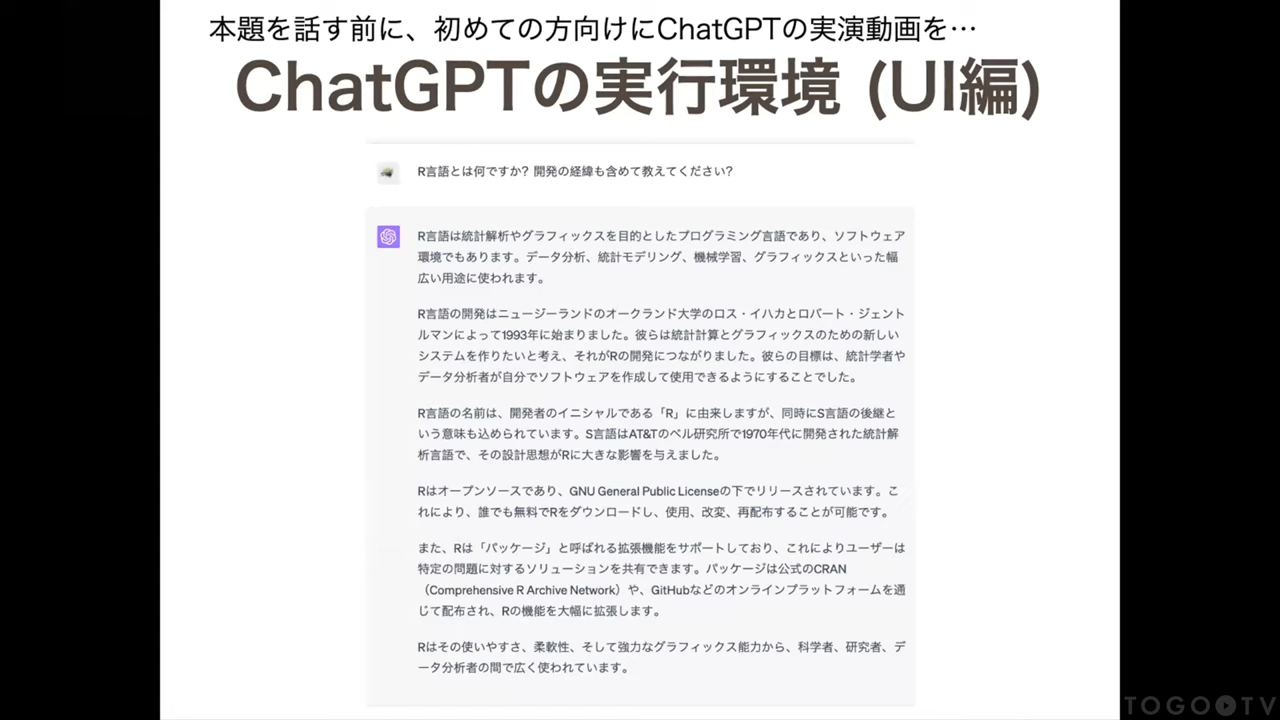 本題を話す前に、初めての方向けにChatGPTの実演動画を…
ChatGPTの実行環境 (UI編)
R言語とは何ですか? 開発の経緯も含めて教えてください?
R言語は統計解析やグラフィックスを目的としたプログラミング言語であり、ソフトウェア
環境でもあります。データ分析、統計モデリング、機械学習、グラフィックスといった幅
広い用途に使われます。
R言語の開発はニュージーランドのオークランド大学のロス・イハカとロバート・ジェント
ルマンによって1993年に始まりました。彼らは統計計算とグラフィックスのための新しい
システムを作りたいと考え、それがRの開発につながりました。彼らの目標は、統計学者や
データ分析者が自分でソフトウェアを作成して使用できるようにすることでした。
R言語の名前は、開発者のイニシャルである「R」に由来しますが、同時にS言語の後継と
いう意味も込められています。S言語はAT&Tのベル研究所で1970年代に開発された統計解
析言語で、その設計思想がRに大きな影響を与えました。
Rはオープンソースであり、GNU General Public Licenseの下でリリースされています。こ
れにより、誰でも無料でRをダウンロードし、使用、改変、再配布することが可能です。
また、Rは「パッケージ」と呼ばれる拡張機能をサポートしており、これによりユーザーは
特定の問題に対するソリューションを共有できます。パッケージは公式のCRAN
（Comprehensive R Archive Network）や、GitHubなどのオンラインプラットフォームを通
じて配布され、Rの機能を大幅に拡張します。
Rはその使いやすさ、柔軟性、そして強力なグラフィックス能力から、科学者、研究者、デ
ータ分析者の間で広く使われています。
TOGO TV